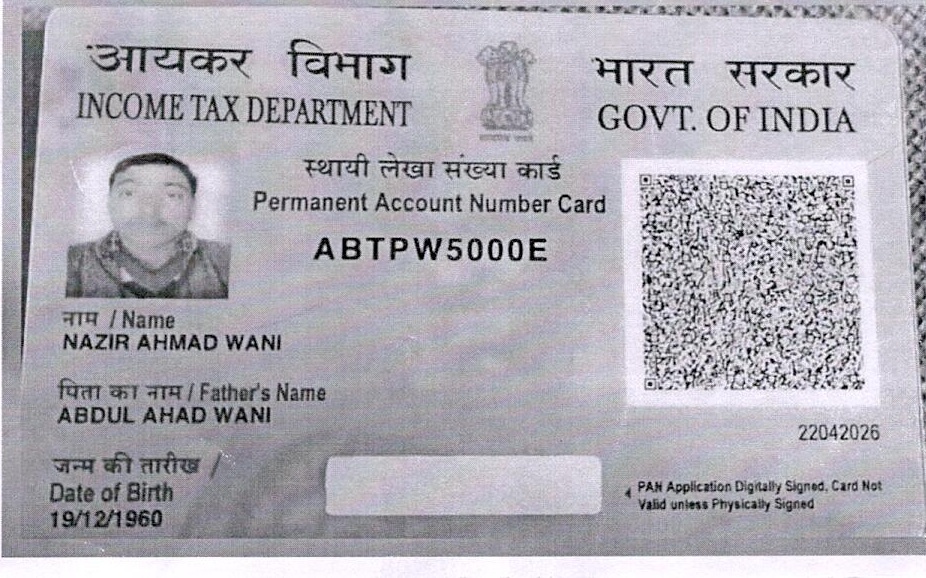 आयकर विभाग
INCOME TAX DEPARTMENT
भारत सरकार
GOVT. OF INDIA
स्थायी लेखा संख्या कार्ड
Permanent Account Number Card
ABTPW5000E
नाम / Name
NAZIR AHMAD WANI
पिता का नाम / Father's Name
ABDUL AHAD WANI
जन्म की तारीख /
Date of Birth
19/12/1960
22042026
PAN Application Digitally Signed, Card Not
Valid unless Physically Signed